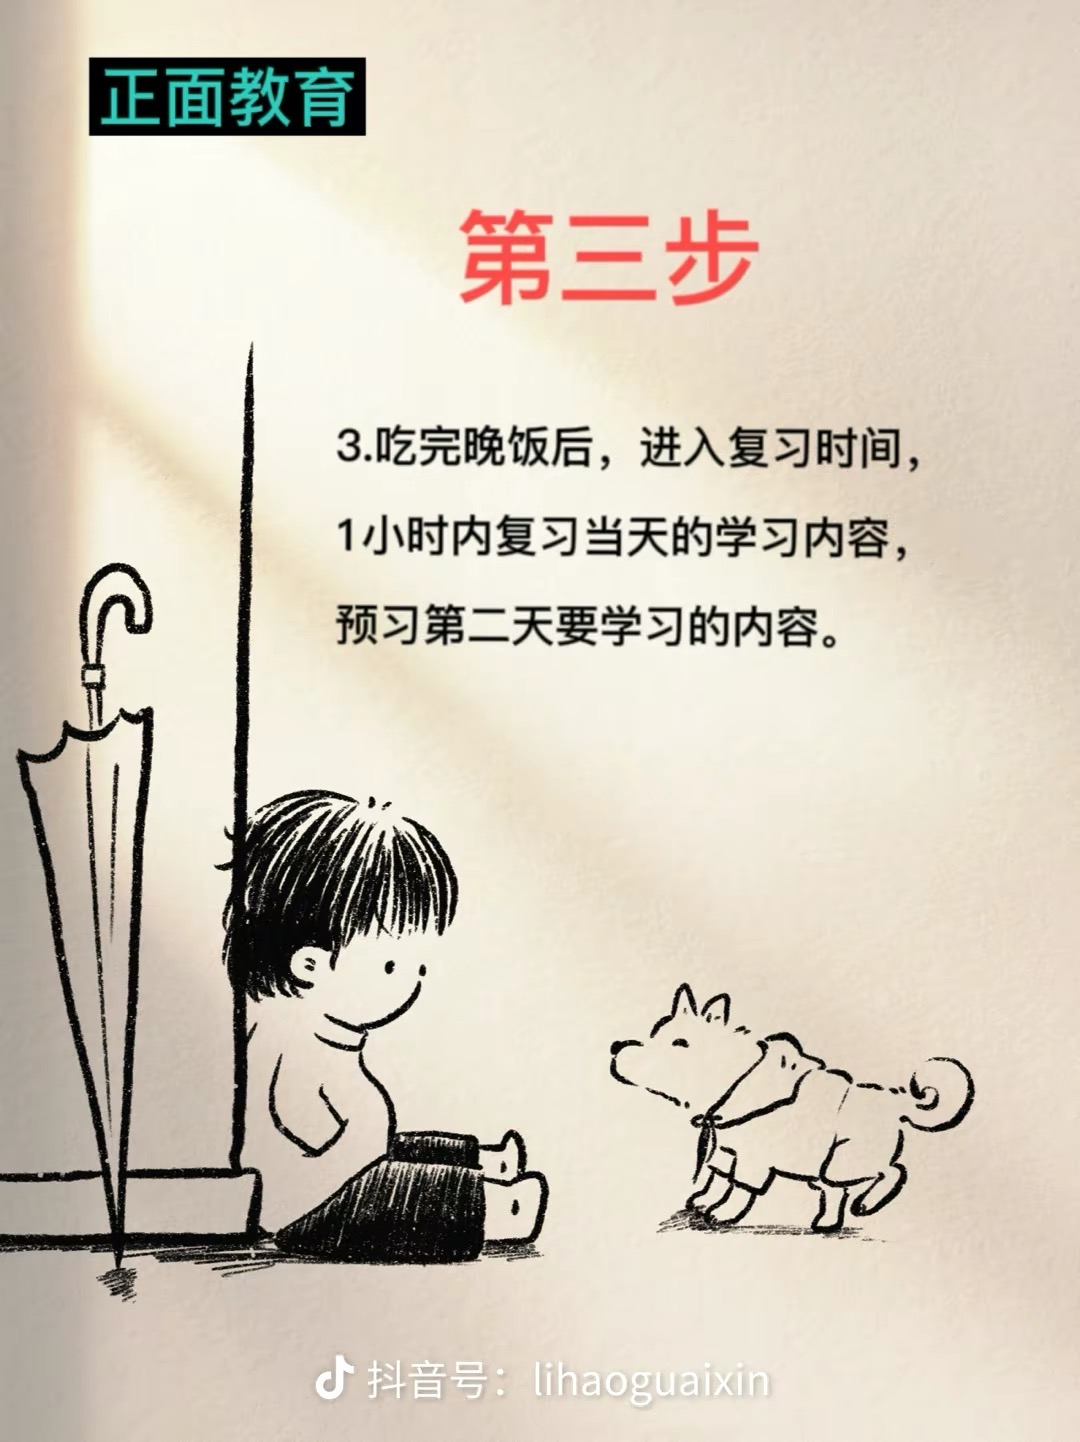 正面教育
第三步
3.吃完晚饭后，进入复习时间，
1小时内复习当天的学习内容，
预习第二天要学习的内容。
抖音号：lihaoguaixin